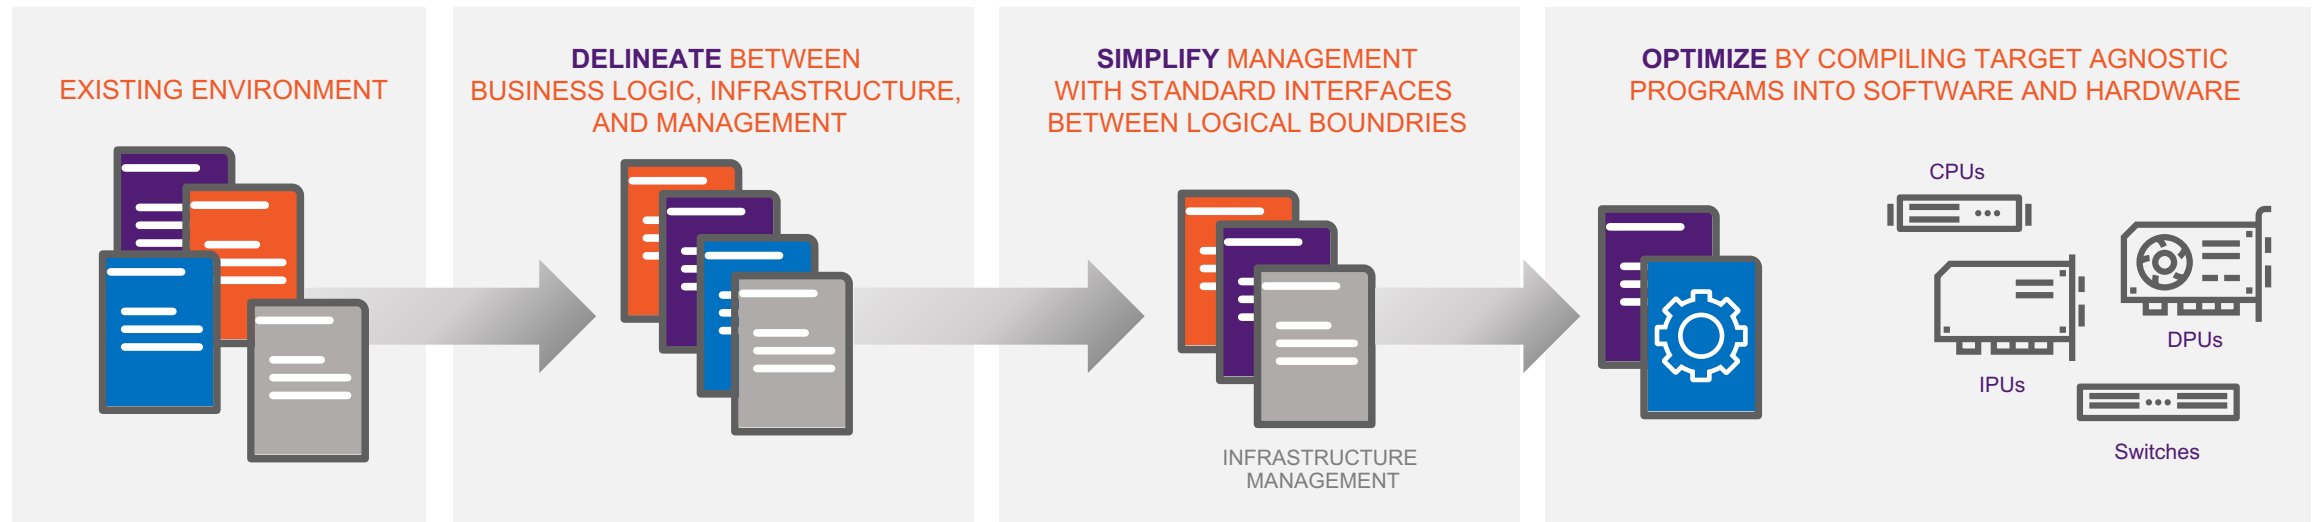 EXISTING ENVIRONMENT
DELINEATE BETWEEN
BUSINESS LOGIC, INFRASTRUCTURE,
AND MANAGEMENT
SIMPLIFY MANAGEMENT
WITH STANDARD INTERFACES
BETWEEN LOGICAL BOUNDRIES
INFRASTRUCTURE
MANAGEMENT
OPTIMIZE BY COMPILING TARGET AGNOSTIC
PROGRAMS INTO SOFTWARE AND HARDWARE
CPUs
DPUs
IPUs
Switches